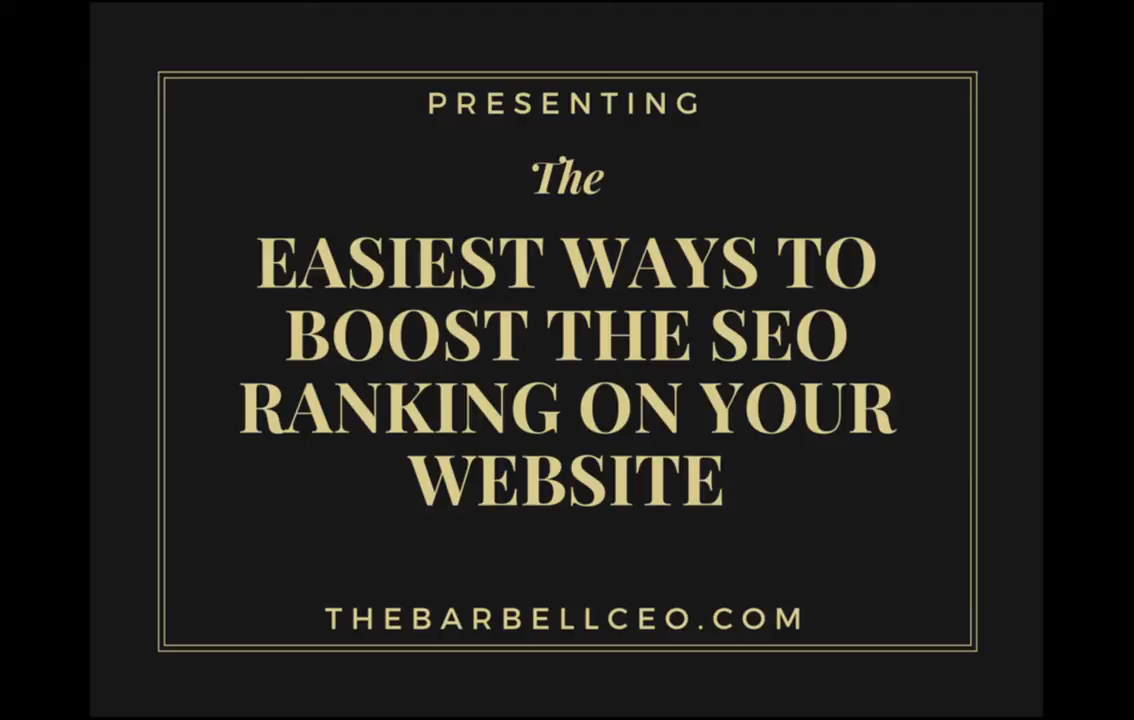 PRESENTING
The
EASIEST WAYS TO
BOOST THE SEO
RANKING ON YOUR
WEBSITE
THEBARBELLCEO.COM